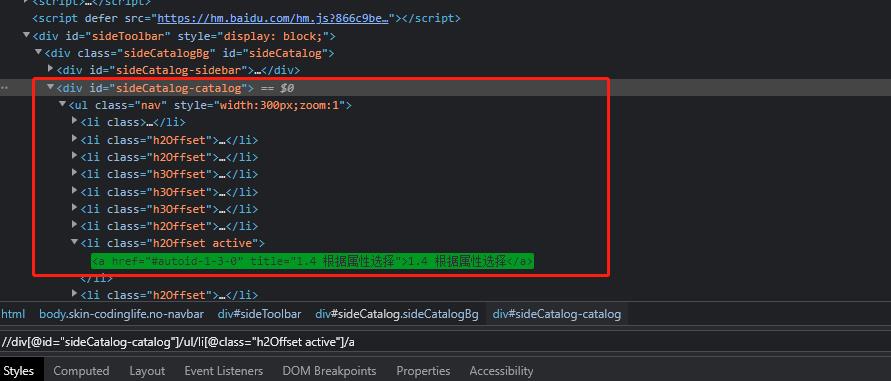 <script>…</script>
<script defer src="https://hm.baidu.com/hm.js?866c9be…"></script>
<div id="sideToolbar" style="display: block;">
<div class="sideCatalogBg" id="sideCatalog">
<div id="sideCatalog-sidebar">…</div>
<div id="sideCatalog-catalog"> == $0
<ul class="nav" style="width:300px;zoom:1">
<li class>…</li>
<li class="h2Offset">…</li>
<li class="h2Offset">…</li>
<li class="h3Offset">…</li>
<li class="h3Offset">…</li>
<li class="h3Offset">…</li>
<li class="h2Offset">…</li>
<li class="h2Offset active">
<a href="#autoid-1-3-0" title="1.4 根据属性选择">1.4 根据属性选择</a>
</li>
<li class="h2Offset">…</li>
html body.skin-codinglife.no-navbar div#sideToolbar div#sideCatalog.sideCatalogBg div#sideCatalog-catalog
//div[@id="sideCatalog-catalog"]/ul/li[@class="h2Offset active"]/a
Styles Computed Layout Event Listeners DOM Breakpoints Properties Accessibility